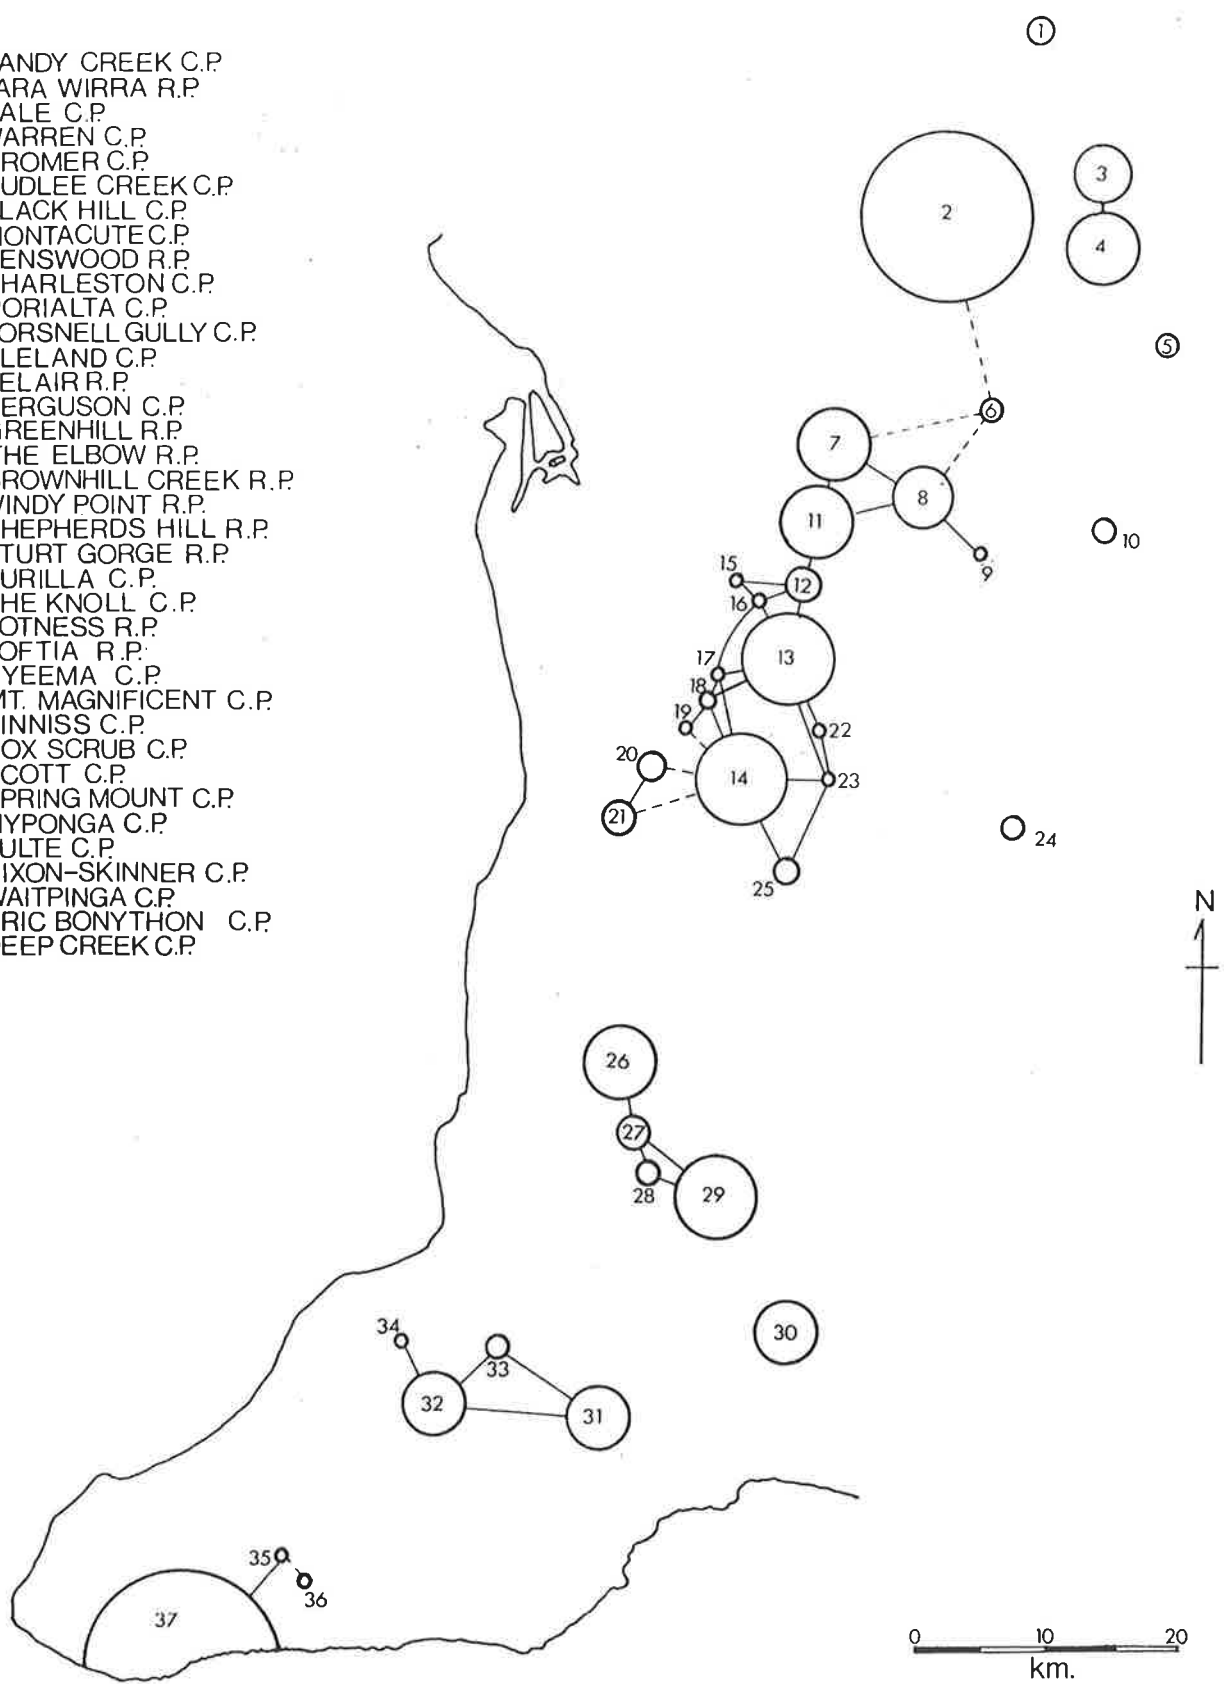 ANDY CREEK C.P.
ARA WIRRA R.P.
ALE C.P.
ARREN C.P.
ROMER C.P.
UDLEE CREEK C.P.
LACK HILL C.P.
ONTACUTE C.P.
ENSWOOD R.P.
HARLESTON C.P.
ORIALTA C.P.
ORSNELL GULLY C.P.
LELAND C.P.
ELAIR R.P.
ERGUSON C.P.
REENHILL R.P.
HE ELBOW R.P.
ROWNHILL CREEK R.P.
INDY POINT R.P.
HEPHERDS HILL R.P.
TURT GORGE R.P.
URILLA C.P.
HE KNOLL C.P.
OTNESS R.P.
OFTIA R.P.
YEEMA C.P.
MT. MAGNIFICENT C.P.
INNISS C.P.
OX SCRUB C.P.
COTT C.P.
PRING MOUNT C.P.
YPONGA C.P.
ULTE C.P.
IXON-SKINNER C.P.
WAITPINGA C.P.
RIC BONYTHON C.P.
EEP CREEK C.P.
1
2
3
4
5
6
7
8
9
10
11
12
13
14
15
16
17
18
19
20
21
22
23
24
25
N
26
27
28
29
30
31
32
33
34
35
36
37
0 10 20
km.